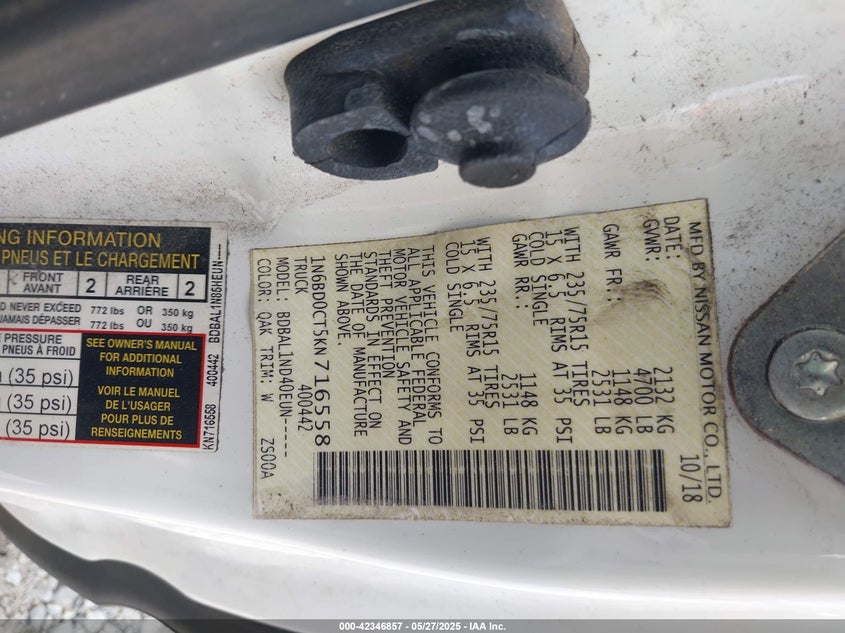 NG INFORMATION
PNEUS ET LE CHARGEMENT
FRONT
AVANT
2
REAR
ARRIÈRE
2
D NEVER EXCEED 772 lbs OR 350 kg
JAMAIS DÉPASSER 772 lbs OU 350 kg
PRESSURE
PNEUS À FROID
(35 psi)
(35 psi)
(35 psi)
SEE OWNER'S MANUAL
FOR ADDITIONAL
INFORMATION
VOIR LE MANUEL
DE L'USAGER
POUR PLUS DE
RENSEIGNEMENTS
KN716558 400442 BDBAL1N86HEUN----
MFD BY NISSAN MOTOR CO., LTD.
DATE: 10/18
GVWR: 2132 KG
4700 LB
GAWR FR: 1148 KG
2531 LB
WITH 235/75R15 TIRES
15 X 6.5 RIMS AT 35 PSI
COLD SINGLE
GAWR RR: 1148 KG
2531 LB
WITH 235/75R15 TIRES
15 X 6.5 RIMS AT 35 PSI
COLD SINGLE
THIS VEHICLE CONFORMS TO
ALL APPLICABLE FEDERAL
MOTOR VEHICLE SAFETY AND
THEFT PREVENTION
STANDARDS IN EFFECT ON
THE DATE OF MANUFACTURE
SHOWN ABOVE.
1N6BD0CT5KN716558
TRUCK 400442
MODEL: BDBAL1ND40EUN-----
COLOR: QAK TRIM: W ZS00A
000-42346857 - 05/27/2025 - IAA Inc.